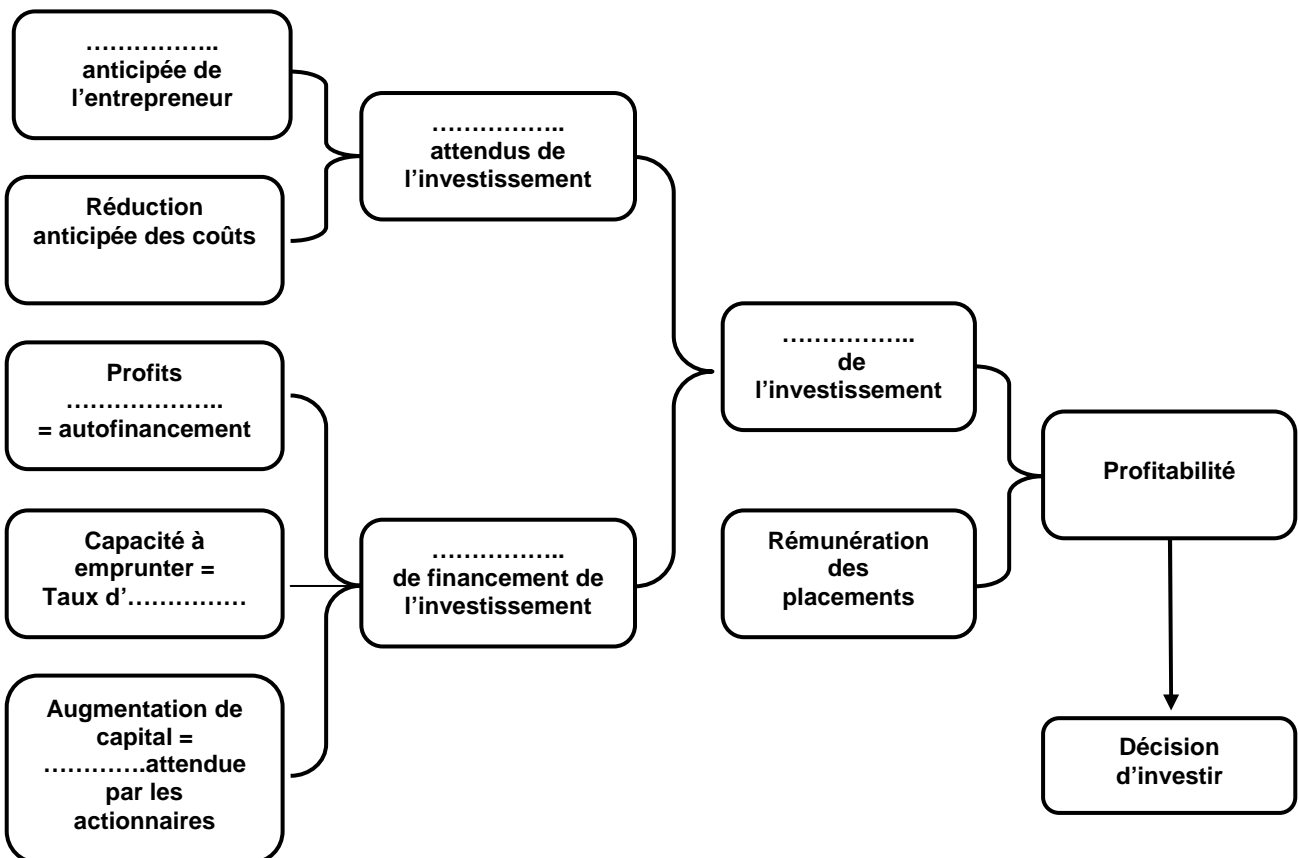 ……………..
anticipée de
l’entrepreneur
Réduction
anticipée des coûts
……………..
attendus de
l’investissement
Profits
………………..
= autofinancement
Capacité à
emprunter =
Taux d’……………
Augmentation de
capital =
………….attendue
par les
actionnaires
……………..
de financement de
l’investissement
……………..
de
l’investissement
Rémunération
des
placements
Profitabilité
Décision
d’investir